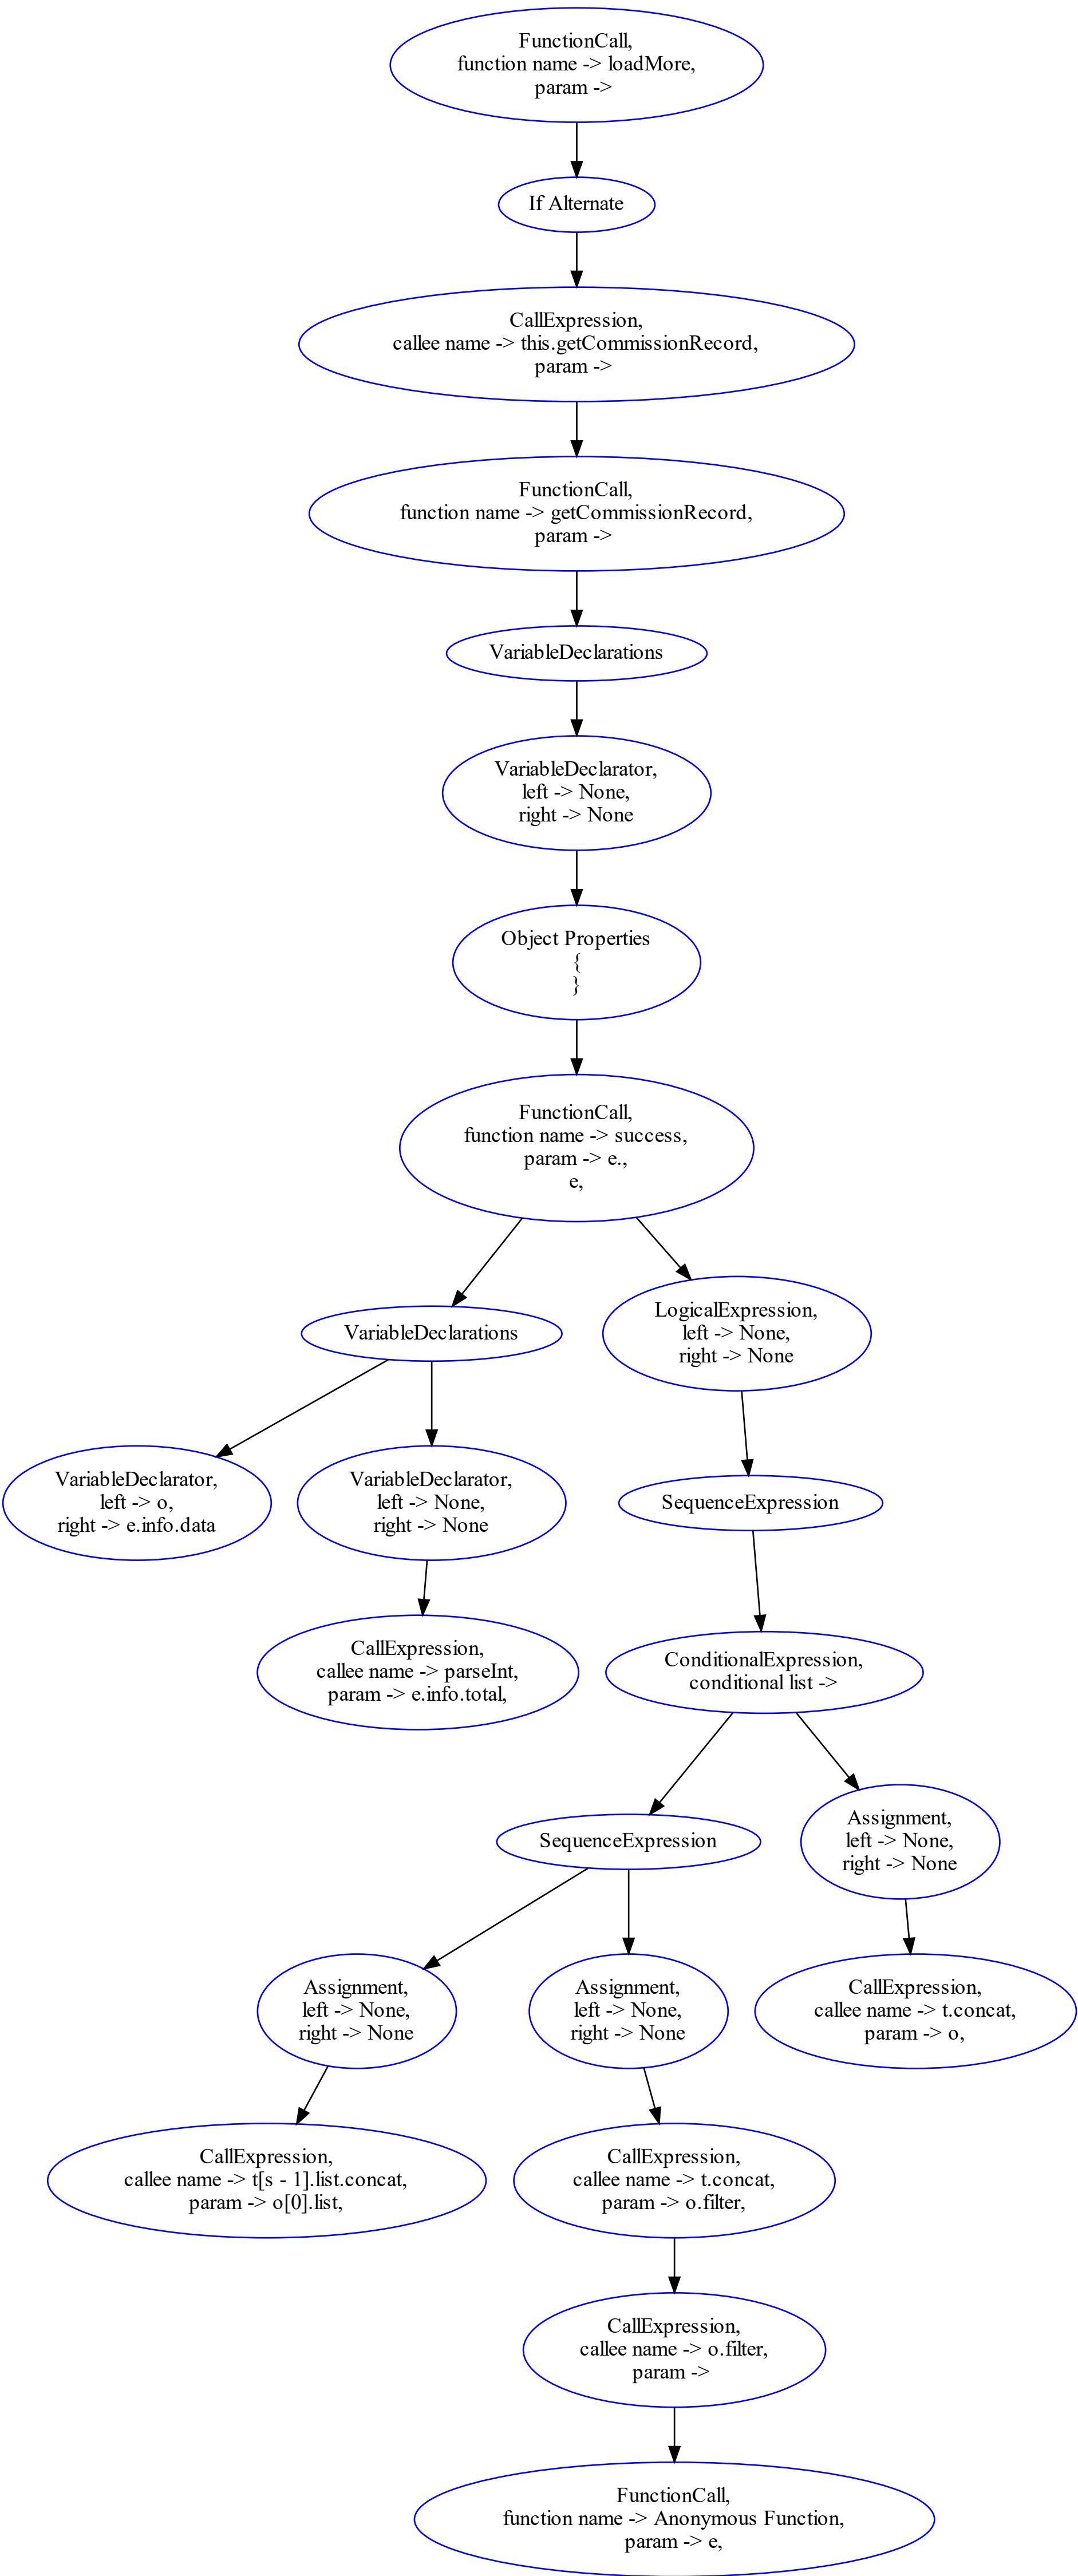 FunctionCall,
function name -> loadMore,
param ->
If Alternate
CallExpression,
callee name -> this.getCommissionRecord,
param ->
FunctionCall,
function name -> getCommissionRecord,
param ->
VariableDeclarations
VariableDeclarator,
left -> None,
right -> None
Object Properties
{
}
FunctionCall,
function name -> success,
param -> e.,
e,
VariableDeclarations
LogicalExpression,
left -> None,
right -> None
VariableDeclarator,
left -> o,
right -> e.info.data
VariableDeclarator,
left -> None,
right -> None
SequenceExpression
CallExpression,
callee name -> parseInt,
param -> e.info.total,
ConditionalExpression,
conditional list ->
SequenceExpression
Assignment,
left -> None,
right -> None
Assignment,
left -> None,
right -> None
Assignment,
left -> None,
right -> None
CallExpression,
callee name -> t.concat,
param -> o,
CallExpression,
callee name -> t[s - 1].list.concat,
param -> o[0].list,
CallExpression,
callee name -> t.concat,
param -> o.filter,
CallExpression,
callee name -> o.filter,
param ->
FunctionCall,
function name -> Anonymous Function,
param -> e,